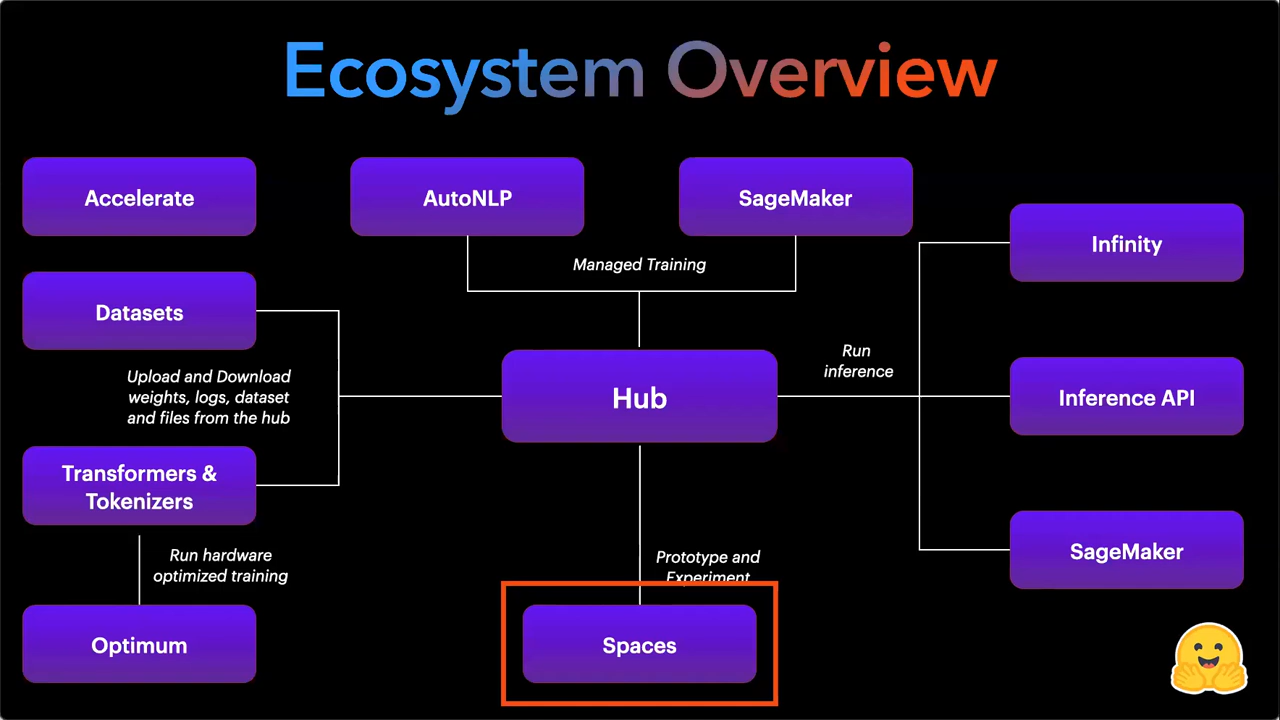 Ecosystem Overview
Accelerate
AutoNLP
SageMaker
Managed Training
Infinity
Datasets
Upload and Download
weights, logs, dataset
and files from the hub
Hub
Run
inference
Inference API
Transformers &
Tokenizers
Run hardware
optimized training
Prototype and
Experiment
SageMaker
Optimum
Spaces